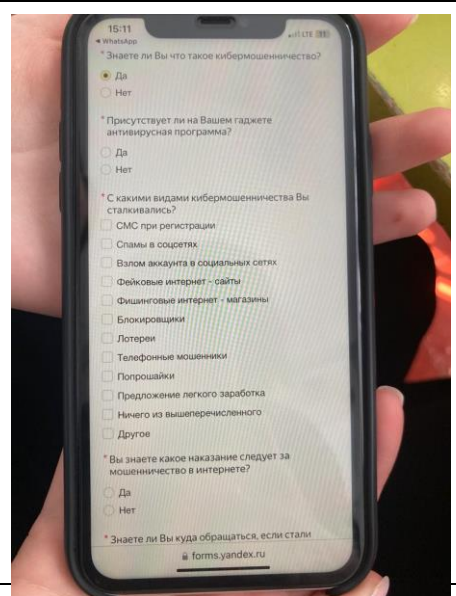 15:11
LTE
WhatsApp
* Знаете ли Вы что такое кибермошенничество?
Да
Нет
* Присутствует ли на Вашем гаджете
антивирусная программа?
Да
Нет
* С какими видами кибермошенничества Вы
сталкивались?
СМС при регистрации
Спамы в соцсетях
Взлом аккаунта в социальных сетях
Фейковые интернет - сайты
Фишинговые интернет - магазины
Блокировщики
Лотереи
Телефонные мошенники
Попрошайки
Предложение легкого заработка
Ничего из вышеперечисленного
Другое
* Вы знаете какое наказание следует за
мошенничество в интернете?
Да
Нет
* Знаете ли Вы куда обращаться, если стали
forms.yandex.ru